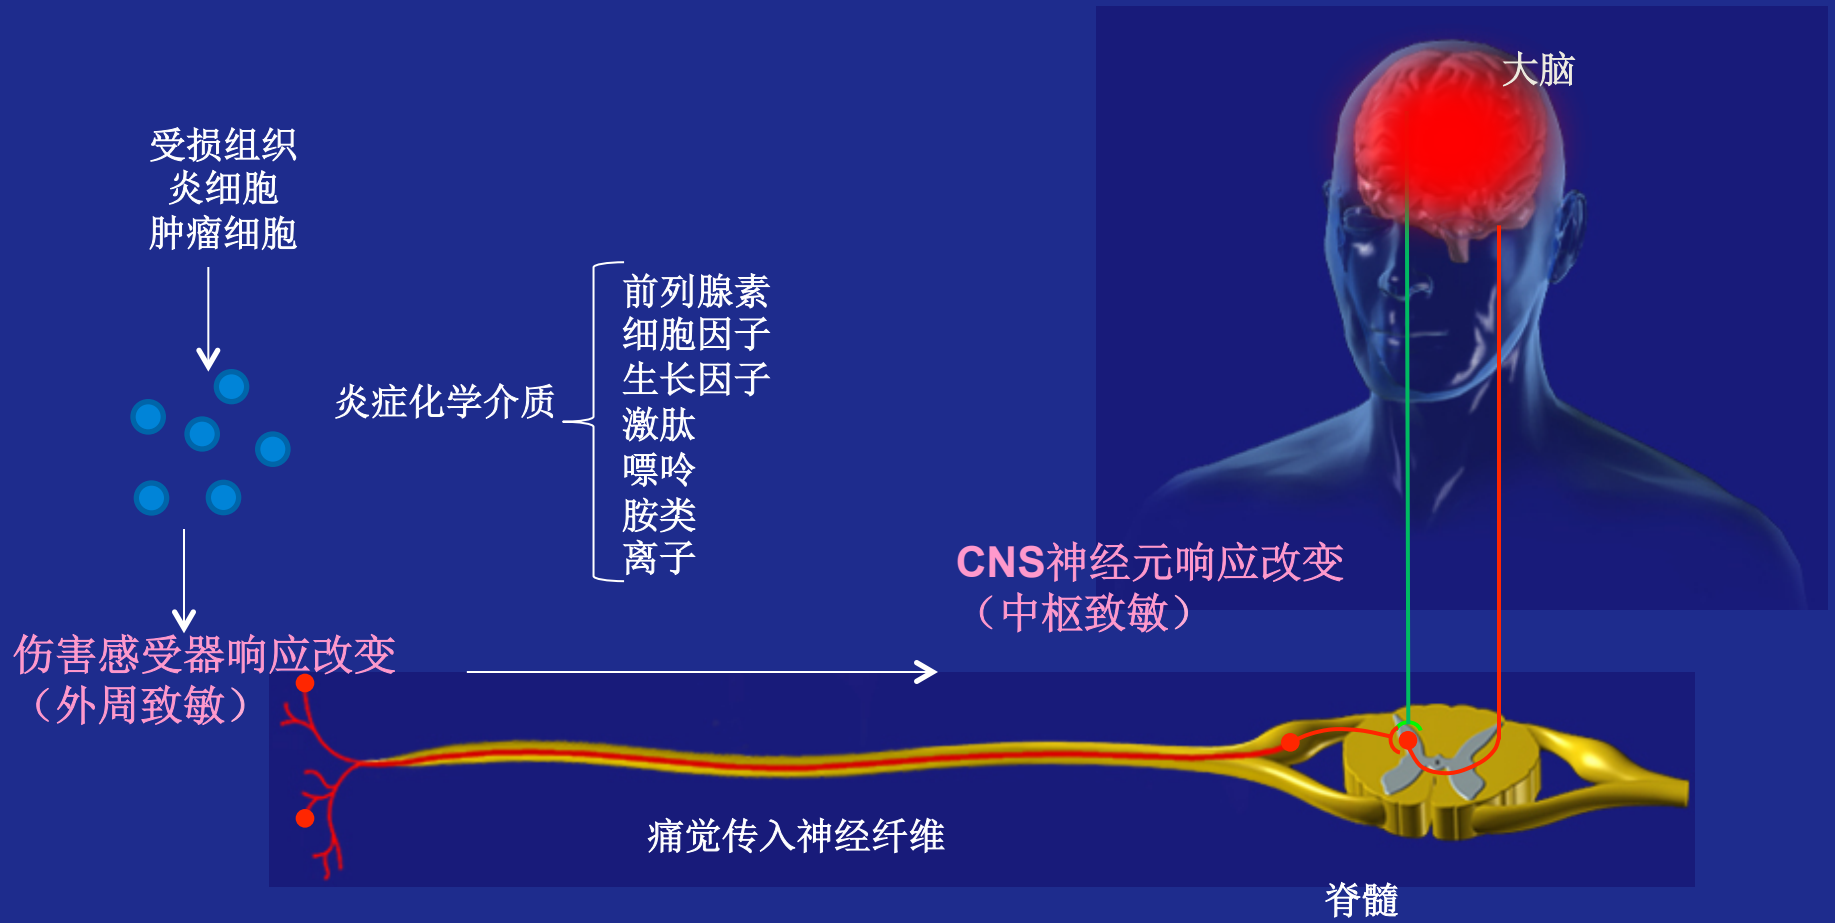 大脑
受损组织
炎细胞
肿瘤细胞
炎症化学介质
前列腺素
细胞因子
生长因子
激肽
嘌呤
胺类
离子
CNS神经元响应改变
（中枢致敏）
伤害感受器响应改变
（外周致敏）
痛觉传入神经纤维
脊髓